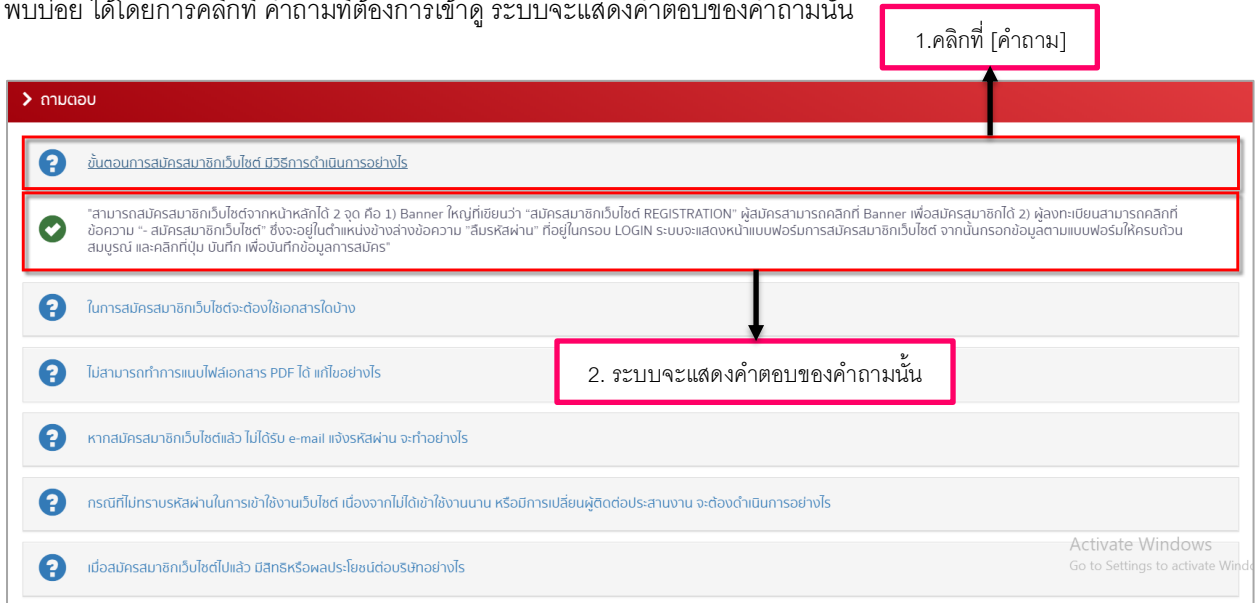 พบบ่อย ได้โดยการคลิกที่ คำถามที่ต้องการเข้าดู ระบบจะแสดงคำตอบของคำถามนั้น
1.คลิกที่ [คำถาม]
ถามตอบ
ขั้นตอนการสมัครสมาชิกเว็บไซต์ มีวิธีการดำเนินการอย่างไร
"สามารถสมัครสมาชิกเว็บไซต์จากหน้าหลักได้ 2 จุด คือ 1) Banner ใหญ่ที่เขียนว่า "สมัครสมาชิกเว็บไซต์ REGISTRATION" ผู้สมัครสามารถคลิกที่ Banner เพื่อสมัครสมาชิกได้ 2) ผู้ลงทะเบียนสามารถคลิกที่
ข้อความ "- สมัครสมาชิกเว็บไซต์" ซึ่งจะอยู่ในตำแหน่งข้างล่างข้อความ "ลืมรหัสผ่าน" ที่อยู่ในกรอบ LOGIN ระบบจะแสดงหน้าแบบฟอร์มการสมัครสมาชิกเว็บไซต์ จากนั้นกรอกข้อมูลตามแบบฟอร์มให้ครบถ้วน
สมบูรณ์ และคลิกที่ปุ่ม บันทึก เพื่อบันทึกข้อมูลการสมัคร"
ในการสมัครสมาชิกเว็บไซต์จะต้องใช้เอกสารใดบ้าง
ไม่สามารถทำการแนบไฟล์เอกสาร PDF ได้ แก้ไขอย่างไร
2. ระบบจะแสดงคำตอบของคำถามนั้น
หากสมัครสมาชิกเว็บไซต์แล้ว ไม่ได้รับ e-mail แจ้งรหัสผ่าน จะทำอย่างไร
กรณีที่ไม่ทราบรหัสผ่านในการเข้าใช้งานเว็บไซต์ เนื่องจากไม่ได้เข้าใช้งานนาน หรือมีการเปลี่ยนผู้ติดต่อประสานงาน จะต้องดำเนินการอย่างไร
เมื่อสมัครสมาชิกเว็บไซต์ไปแล้ว มีสิทธิหรือผลประโยชน์ต่อบริษัทอย่างไร
Activate Windows
Go to Settings to activate Windo